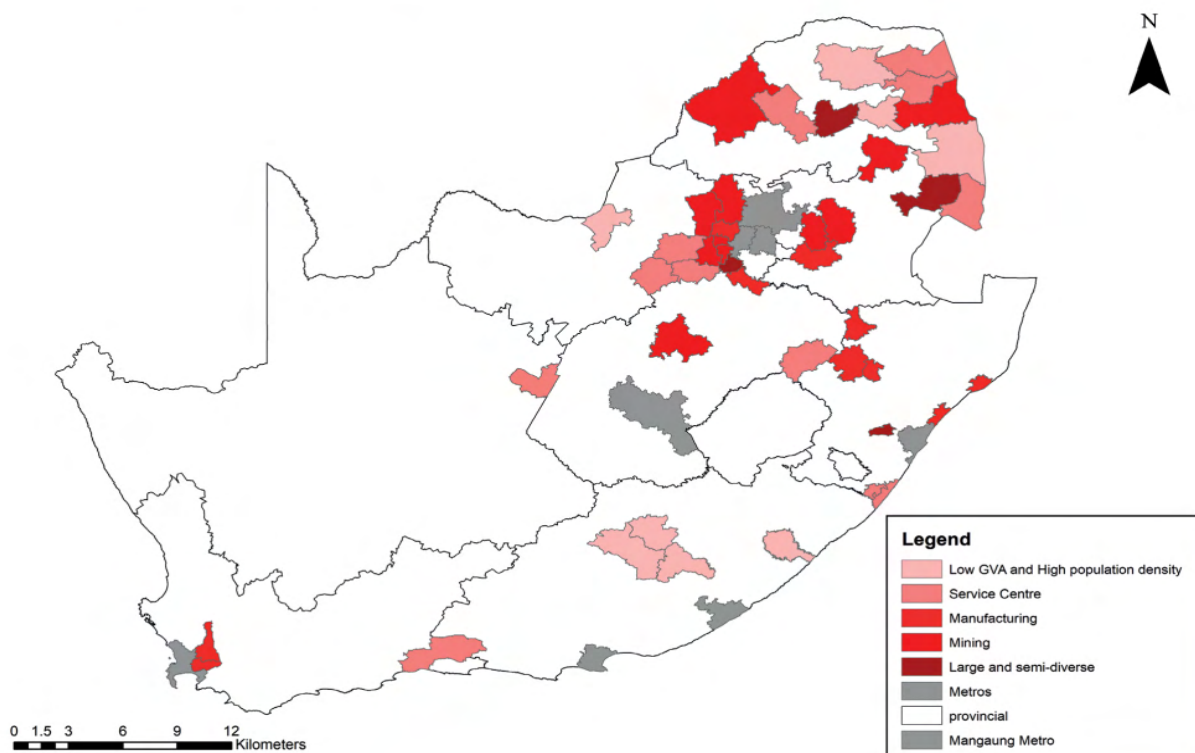 N
Legend
Low GVA and High population density
Service Centre
Manufacturing
Mining
Large and semi-diverse
Metros
provincial
Mangaung Metro
0 1.5 3 6 9 12
Kilometers